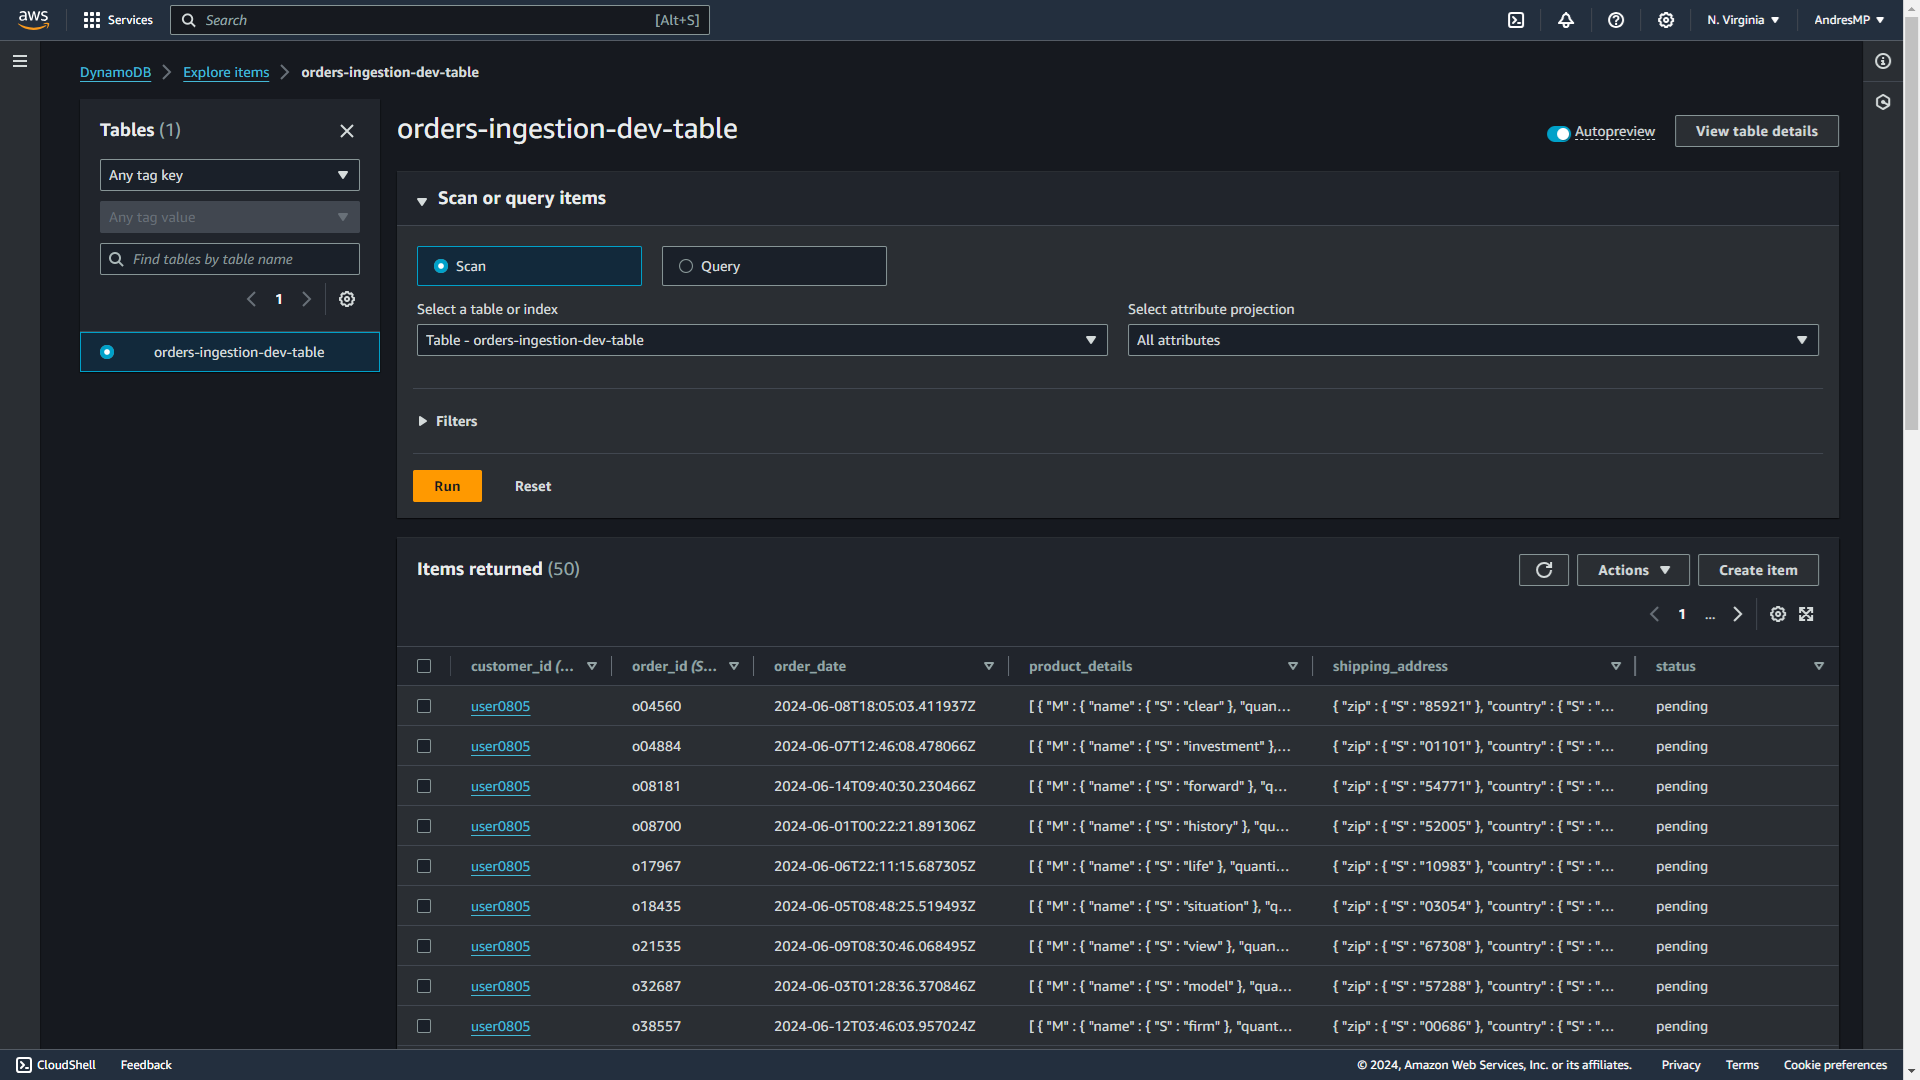 aws Services Search [Alt+S] N. Virginia AndresMP
DynamoDB Explore items orders-ingestion-dev-table
Tables (1)
Any tag key
Any tag value
Find tables by table name
1
orders-ingestion-dev-table
orders-ingestion-dev-table
Autopreview View table details
Scan or query items
Scan Query
Select a table or index Select attribute projection
Table - orders-ingestion-dev-table All attributes
Filters
Run Reset
Items returned (50)
Actions Create item
1 ...
customer_id (... order_id (S... order_date product_details shipping_address status
user0805 o04560 2024-06-08T18:05:03.411937Z [ { "M" : { "name" : { "S" : "clear" }, "quan... { "zip" : { "S" : "85921" }, "country" : { "S" : "... pending
user0805 o04884 2024-06-07T12:46:08.478066Z [ { "M" : { "name" : { "S" : "investment" },... { "zip" : { "S" : "01101" }, "country" : { "S" : "... pending
user0805 o08181 2024-06-14T09:40:30.230466Z [ { "M" : { "name" : { "S" : "forward" }, "q... { "zip" : { "S" : "54771" }, "country" : { "S" : "... pending
user0805 o08700 2024-06-01T00:22:21.891306Z [ { "M" : { "name" : { "S" : "history" }, "qu... { "zip" : { "S" : "52005" }, "country" : { "S" : "... pending
user0805 o17967 2024-06-06T22:11:15.687305Z [ { "M" : { "name" : { "S" : "life" }, "quanti... { "zip" : { "S" : "10983" }, "country" : { "S" : "... pending
user0805 o18435 2024-06-05T08:48:25.519493Z [ { "M" : { "name" : { "S" : "situation" }, "q... { "zip" : { "S" : "03054" }, "country" : { "S" : "... pending
user0805 o21535 2024-06-09T08:30:46.068495Z [ { "M" : { "name" : { "S" : "view" }, "quan... { "zip" : { "S" : "67308" }, "country" : { "S" : "... pending
user0805 o32687 2024-06-03T01:28:36.370846Z [ { "M" : { "name" : { "S" : "model" }, "qua... { "zip" : { "S" : "57288" }, "country" : { "S" : "... pending
user0805 o38557 2024-06-12T03:46:03.957024Z [ { "M" : { "name" : { "S" : "firm" }, "quant... { "zip" : { "S" : "00686" }, "country" : { "S" : "... pending
CloudShell Feedback © 2024, Amazon Web Services, Inc. or its affiliates. Privacy Terms Cookie preferences